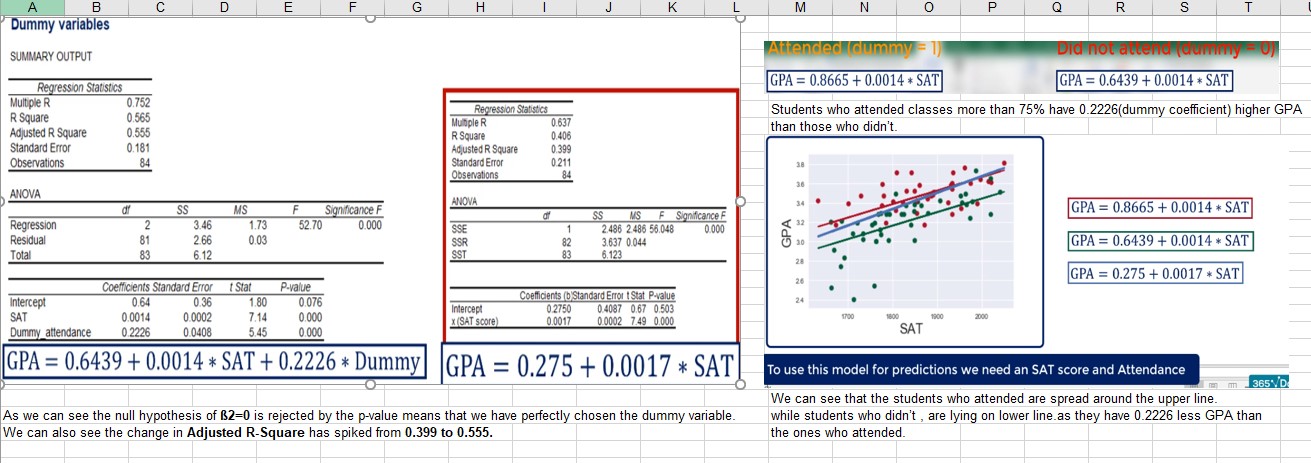 A B C D E F G H I J K L M N O P Q R S T
Dummy variables
SUMMARY OUTPUT
Regression Statistics
Multiple R 0.752
R Square 0.565
Adjusted R Square 0.555
Standard Error 0.181
Observations 84
ANOVA
df SS MS F Significance F
Regression 2 3.46 1.73 52.70 0.000
Residual 81 2.66 0.03
Total 83 6.12
Coefficients Standard Error t Stat P-value
Intercept 0.64 0.36 1.80 0.076
SAT 0.0014 0.0002 7.14 0.000
Dummy_attendance 0.2226 0.0408 5.45 0.000
GPA = 0.6439 + 0.0014 * SAT + 0.2226 * Dummy
Regression Statistics
Multiple R 0.637
R Square 0.406
Adjusted R Square 0.399
Standard Error 0.211
Observations 84
ANOVA
df SS MS F Significance F
SSE 1 2.486 2.486 56.048 0.000
SSR 82 3.637 0.044
SST 83 6.123
Coefficients (b) Standard Error t Stat P-value
Intercept 0.2750 0.4087 0.67 0.503
x (SAT score) 0.0017 0.0002 7.49 0.000
GPA = 0.275 + 0.0017 * SAT
As we can see the null hypothesis of ß2=0 is rejected by the p-value means that we have perfectly chosen the dummy variable.
We can also see the change in Adjusted R-Square has spiked from 0.399 to 0.555.
Attended (dummy = 1) Did not attend (dummy = 0)
GPA = 0.8665 + 0.0014 * SAT GPA = 0.6439 + 0.0014 * SAT
Students who attended classes more than 75% have 0.2226(dummy coefficient) higher GPA
than those who didn't.
3.8
3.6
3.4
3.2
3.0
2.8
2.6
2.4
GPA
1700 1800 1900 2000
SAT
GPA = 0.8665 + 0.0014 * SAT
GPA = 0.6439 + 0.0014 * SAT
GPA = 0.275 + 0.0017 * SAT
To use this model for predictions we need an SAT score and Attendance
365√D
We can see that the students who attended are spread around the upper line.
while students who didn't , are lying on lower line.as they have 0.2226 less GPA than
the ones who attended.